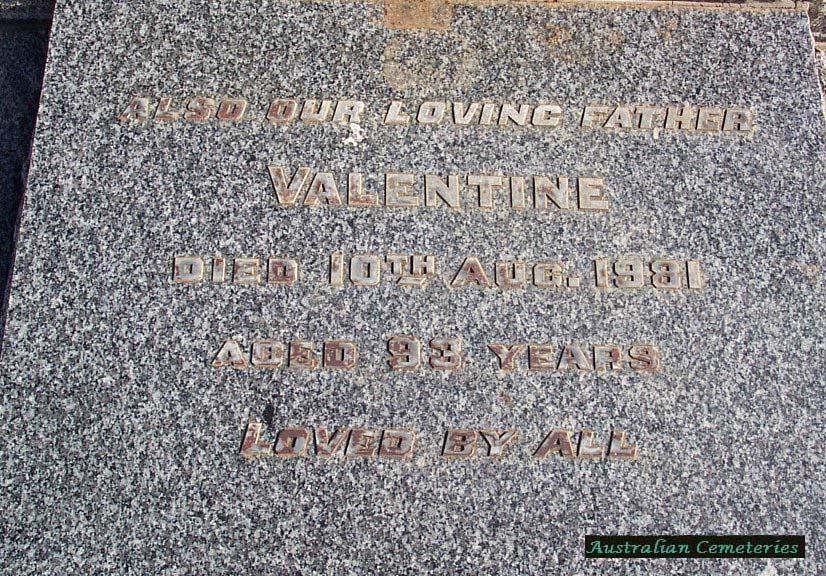 ALSO OUR LOVING FATHER
VALENTINE
DIED 10TH AUG. 1981
AGED 93 YEARS
LOVED BY ALL
Australian Cemeteries